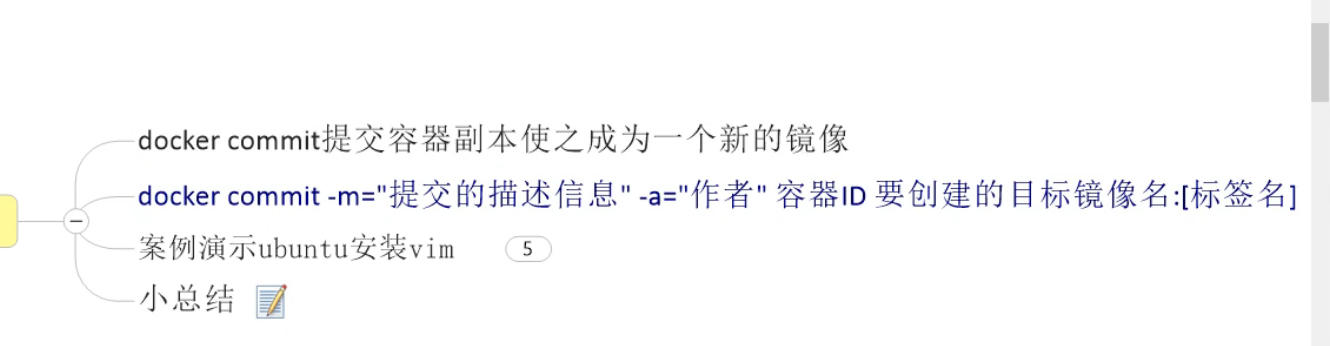 docker commit提交容器副本使之成为一个新的镜像
docker commit -m="提交的描述信息" -a="作者" 容器ID 要创建的目标镜像名:[标签名]
案例演示ubuntu安装vim 5
小总结